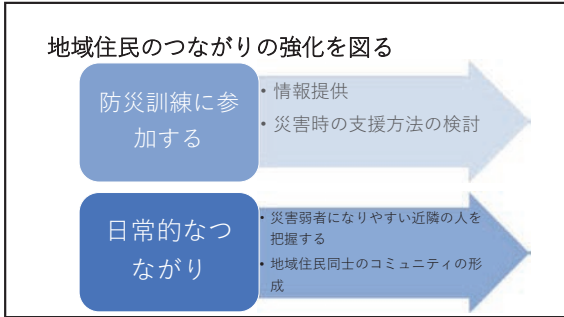 地域住民のつながりの強化を図る
防災訓練に参
加する
・情報提供
・災害時の支援方法の検討
日常的なつ
ながり
・災害弱者になりやすい近隣の人を
把握する
・地域住民同士のコミュニティの形
成